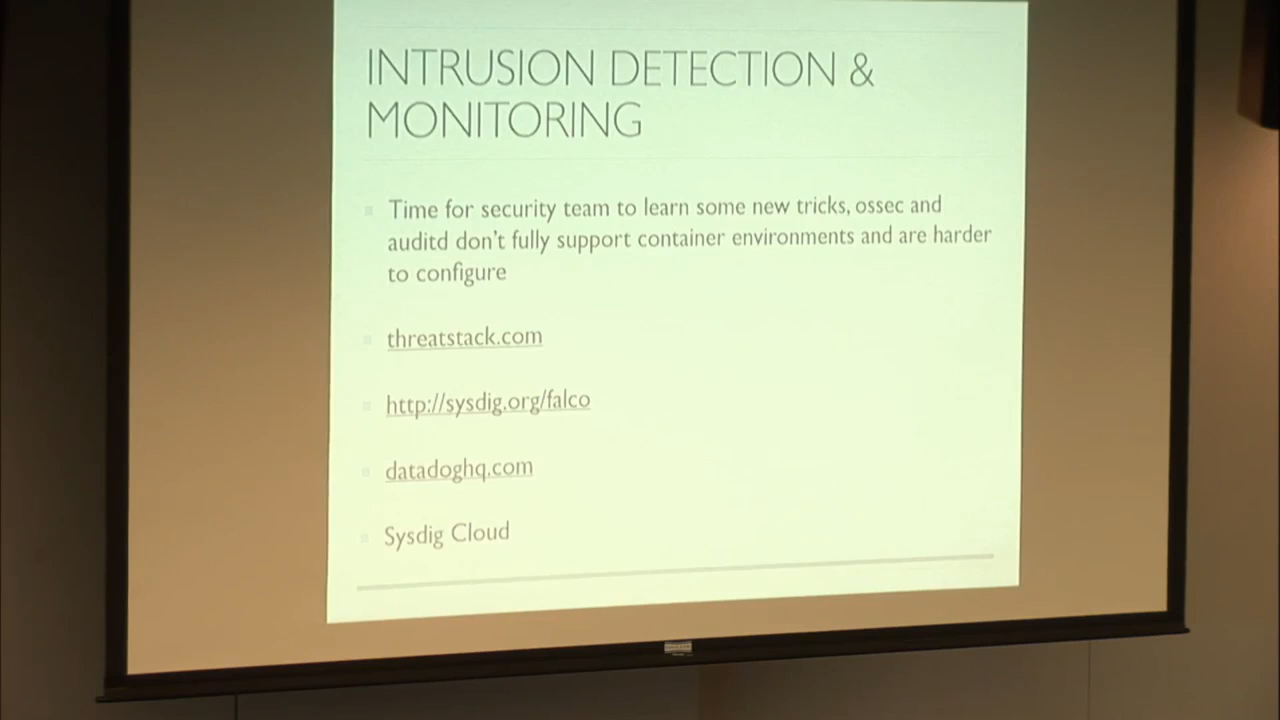 INTRUSION DETECTION &
MONITORING
Time for security team to learn some new tricks, ossec and
auditd don't fully support container environments and are harder
to configure
threatstack.com
http://sysdig.org/falco
datadoghq.com
Sysdig Cloud